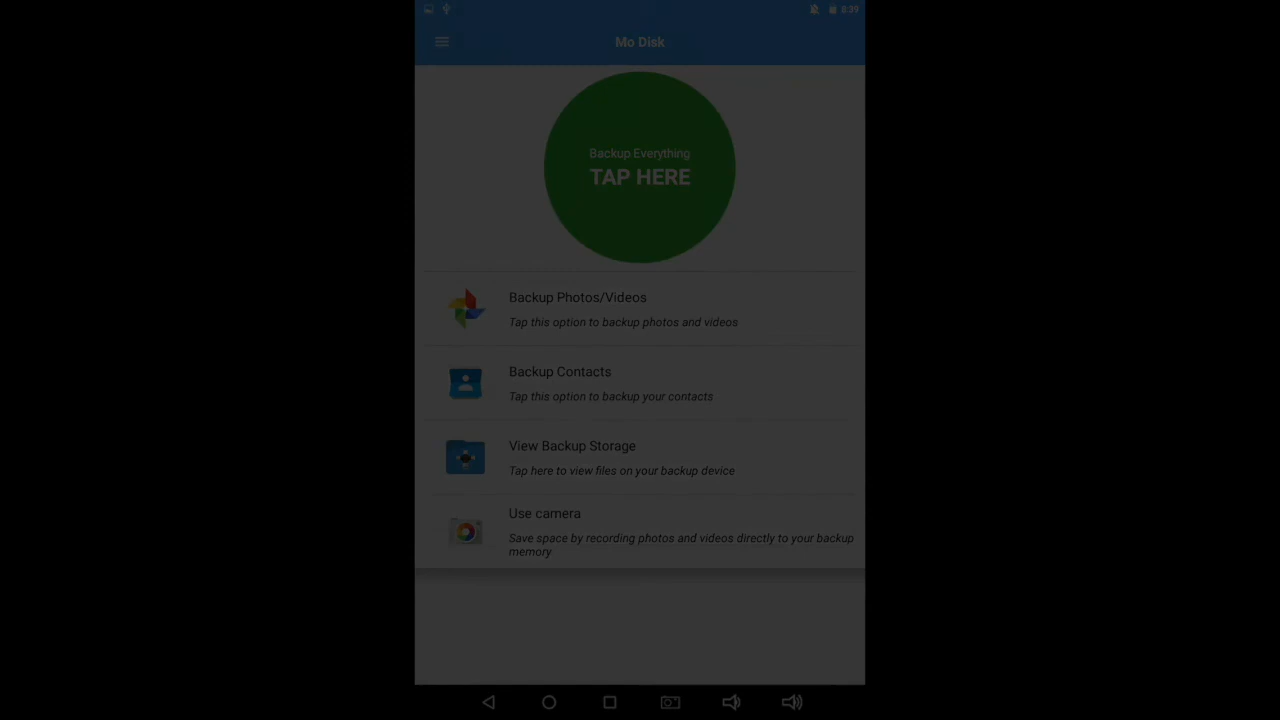 8:39
Mo Disk
Backup Everything
TAP HERE
Backup Photos/Videos
Tap this option to backup photos and videos
Backup Contacts
Tap this option to backup your contacts
View Backup Storage
Tap here to view files on your backup device
Use camera
Save space by recording photos and videos directly to your backup
memory